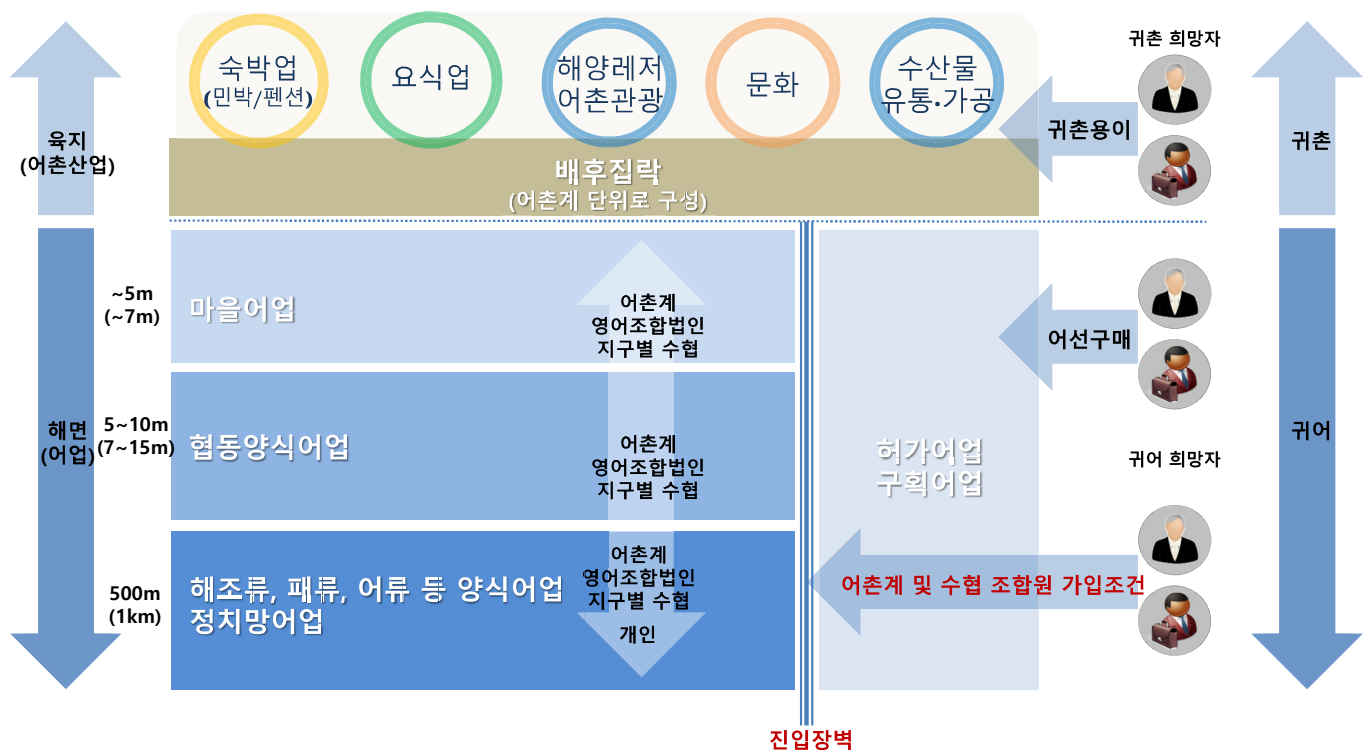 귀촌 희망자
숙박업
(민박/펜션)
요식업
해양레저
어촌관광
문화
수산물
유통·가공
귀촌용이
육지
(어촌산업)
귀촌
배후집락
(어촌계 단위로 구성)
~5m
(~7m)
마을어업
어촌계
영어조합법인
지구별 수협
어선구매
해면
(어업)
5~10m
(7~15m)
협동양식어업
어촌계
영어조합법인
지구별 수협
허가어업
구획어업
귀어 희망자
귀어
500m
(1km)
해조류, 패류, 어류 등 양식어업
정치망어업
어촌계
영어조합법인
지구별 수협
개인
어촌계 및 수협 조합원 가입조건
진입장벽